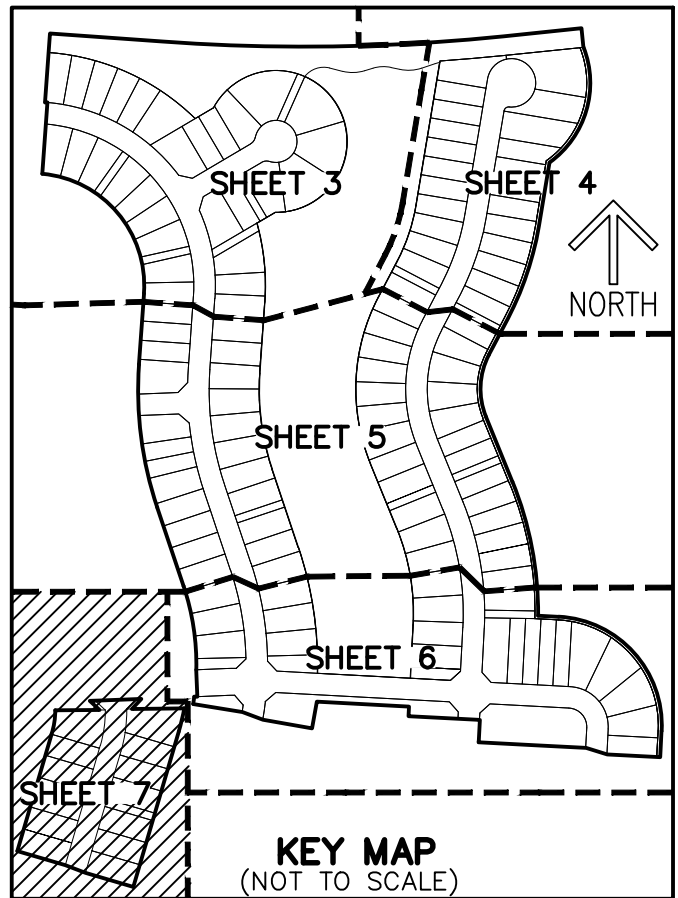 SHEET 3
SHEET 4
NORTH
SHEET 5
SHEET 6
SHEET 7
KEY MAP
(NOT TO SCALE)